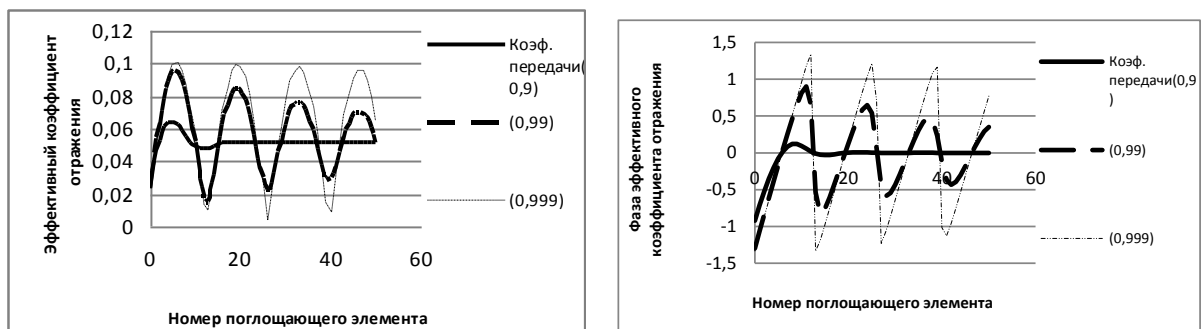 Эффективный коэффициент
отражения
0,12
0,1
0,08
0,06
0,04
0,02
0
0 20 40 60
Номер поглощающего элемента
Коэф.
передачи(
0,9)
(0,99)
(0,999)
Фаза эффективного
коэффициента отражения
1,5
1
0,5
0
-0,5
-1
-1,5
0 20 40 60
Номер поглощающего элемента
Коэф.
передачи(0,9
)
(0,99)
(0,999)